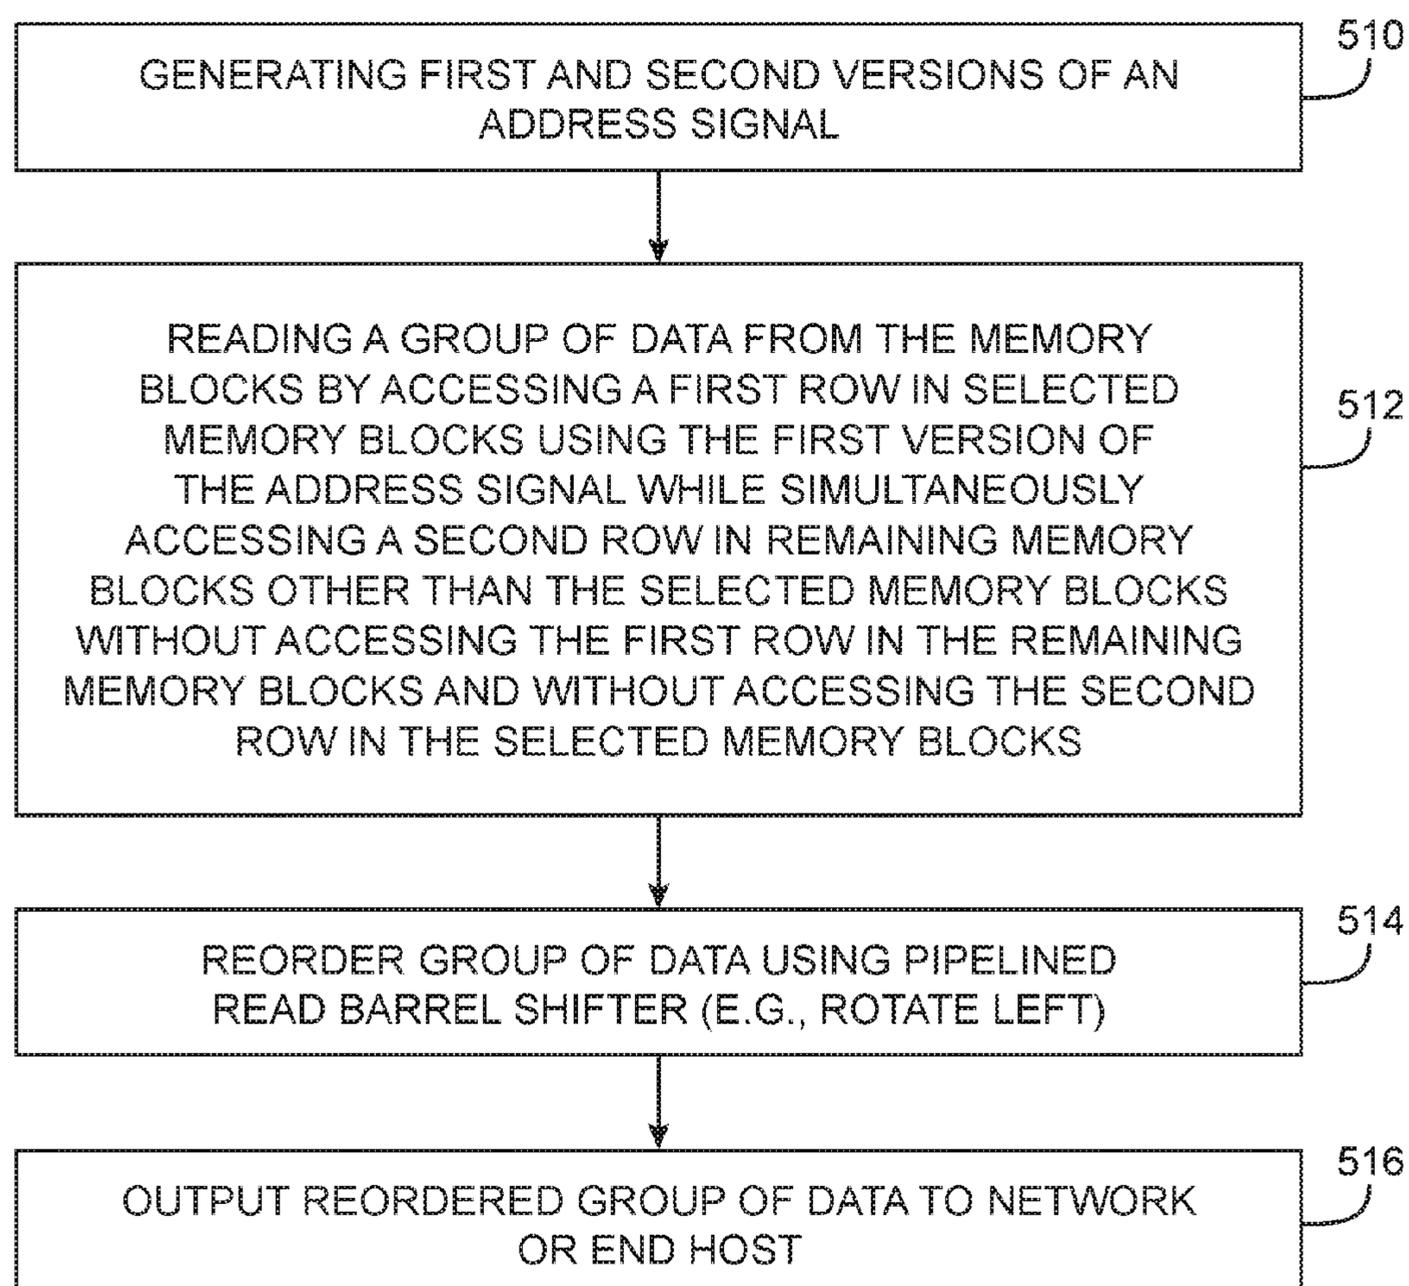 510
GENERATING FIRST AND SECOND VERSIONS OF AN
ADDRESS SIGNAL
READING A GROUP OF DATA FROM THE MEMORY
BLOCKS BY ACCESSING A FIRST ROW IN SELECTED
512
MEMORY BLOCKS USING THE FIRST VERSION OF
THE ADDRESS SIGNAL WHILE SIMULTANEOUSLY
ACCESSING A SECOND ROW IN REMAINING MEMORY
BLOCKS OTHER THAN THE SELECTED MEMORY BLOCKS
WITHOUT ACCESSING THE FIRST ROW IN THE REMAINING
MEMORY BLOCKS AND WITHOUT ACCESSING THE SECOND
ROW IN THE SELECTED MEMORY BLOCKS
514
REORDER GROUP OF DATA USING PIPELINED
READ BARREL SHIFTER (E.G., ROTATE LEFT)
516
OUTPUT REORDERED GROUP OF DATA TO NETWORK
OR END HOST